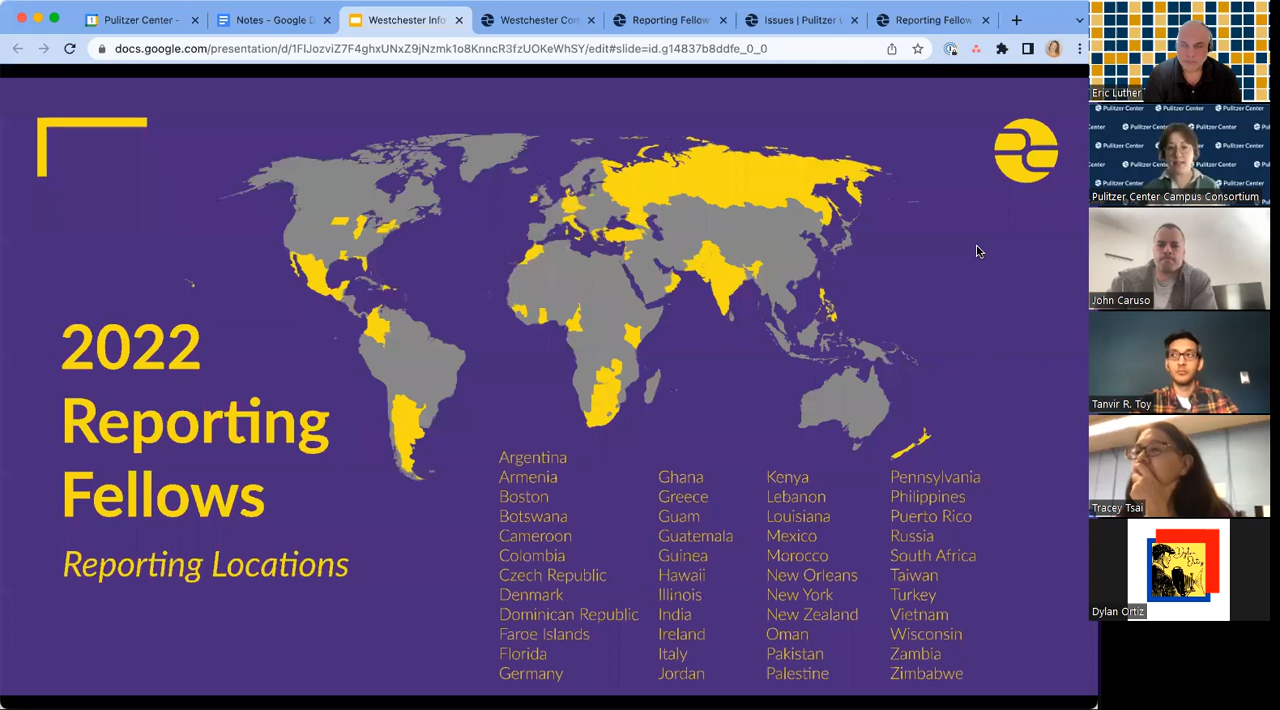 Pulitzer Center -
Notes - Google D
Westchester Info
Westchester Con
Reporting Fellow
Issues | Pulitzer
Reporting Fellow
docs.google.com/presentation/d/1FIJozviZ7F4ghxUNxZ9jNzmk1o8KnncR3fzUOKeWhSY/edit#slide=id.g14837b8ddfe_0_0
2022
Reporting
Fellows
Reporting Locations
Argentina
Armenia
Boston
Botswana
Cameroon
Colombia
Czech Republic
Denmark
Dominican Republic
Faroe Islands
Florida
Germany
Ghana
Greece
Guam
Guatemala
Guinea
Hawaii
Illinois
India
Ireland
Italy
Jordan
Kenya
Lebanon
Louisiana
Mexico
Morocco
New Orleans
New York
New Zealand
Oman
Pakistan
Palestine
Pennsylvania
Philippines
Puerto Rico
Russia
South Africa
Taiwan
Turkey
Vietnam
Wisconsin
Zambia
Zimbabwe
Eric Luther
Pulitzer Center
Pulitzer Center Campus Consortium
John Caruso
Tanvir R. Toy
Tracey Tsai
Dylan Ortiz